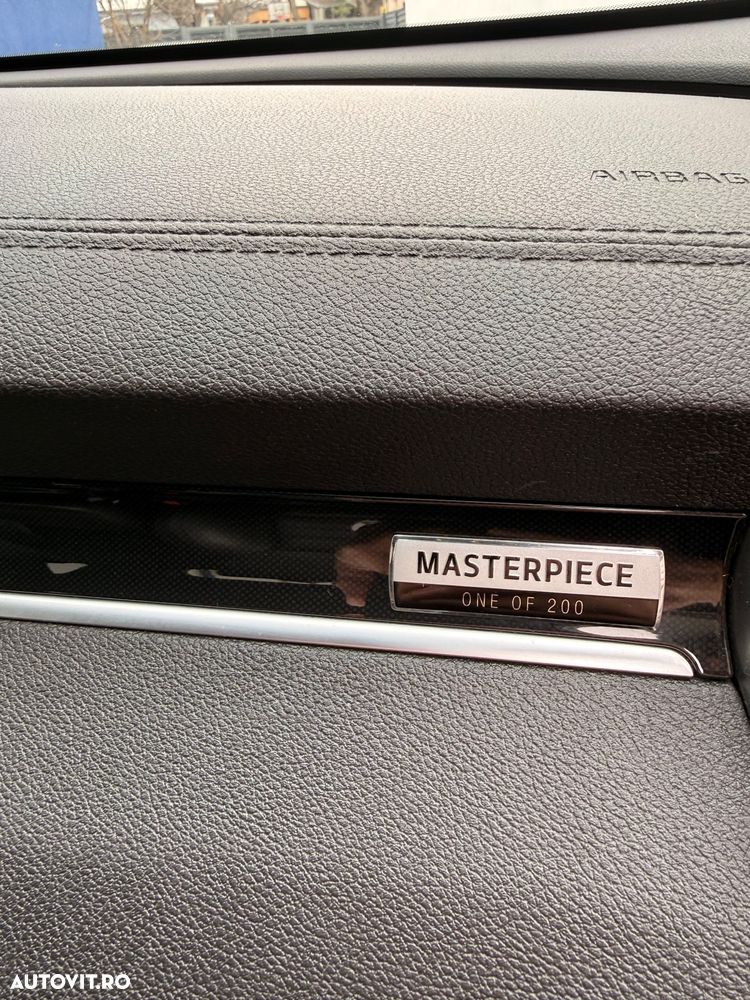 AIRBAG
MASTERPIECE
ONE OF 200
AUTOVIT.RO